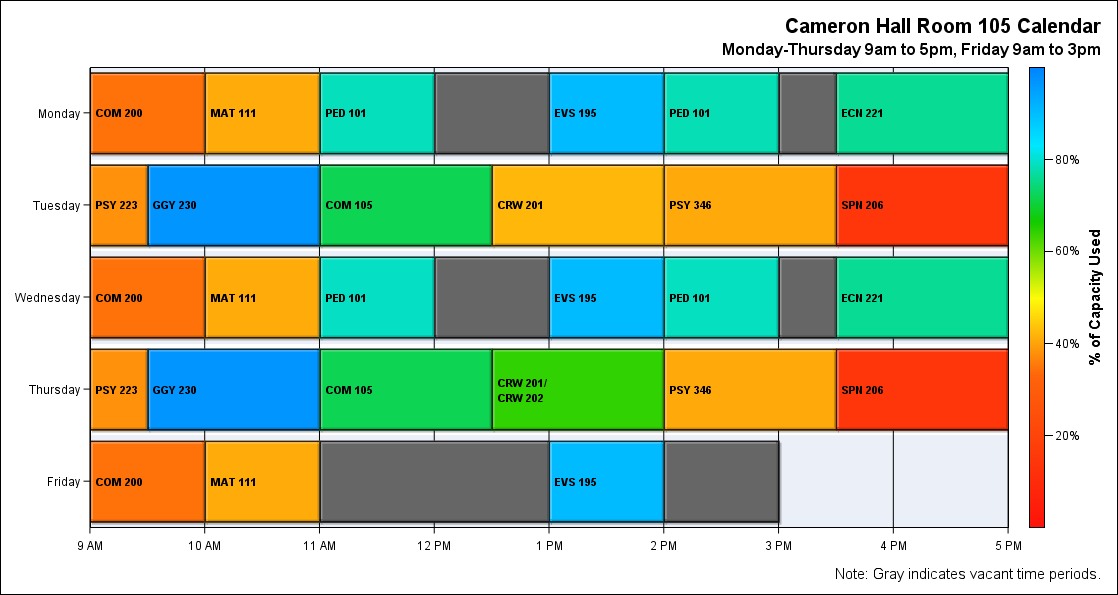 Cameron Hall Room 105 Calendar
Monday-Thursday 9am to 5pm, Friday 9am to 3pm
Monday
COM 200
MAT 111
PED 101
EVS 195
PED 101
ECN 221
Tuesday
PSY 223
GGY 230
COM 105
CRW 201
PSY 346
SPN 206
Wednesday
COM 200
MAT 111
PED 101
EVS 195
PED 101
ECN 221
Thursday
PSY 223
GGY 230
COM 105
CRW 201/
CRW 202
PSY 346
SPN 206
Friday
COM 200
MAT 111
EVS 195
9 AM
10 AM
11 AM
12 PM
1 PM
2 PM
3 PM
4 PM
5 PM
80%
60%
40%
20%
% of Capacity Used
Note: Gray indicates vacant time periods.